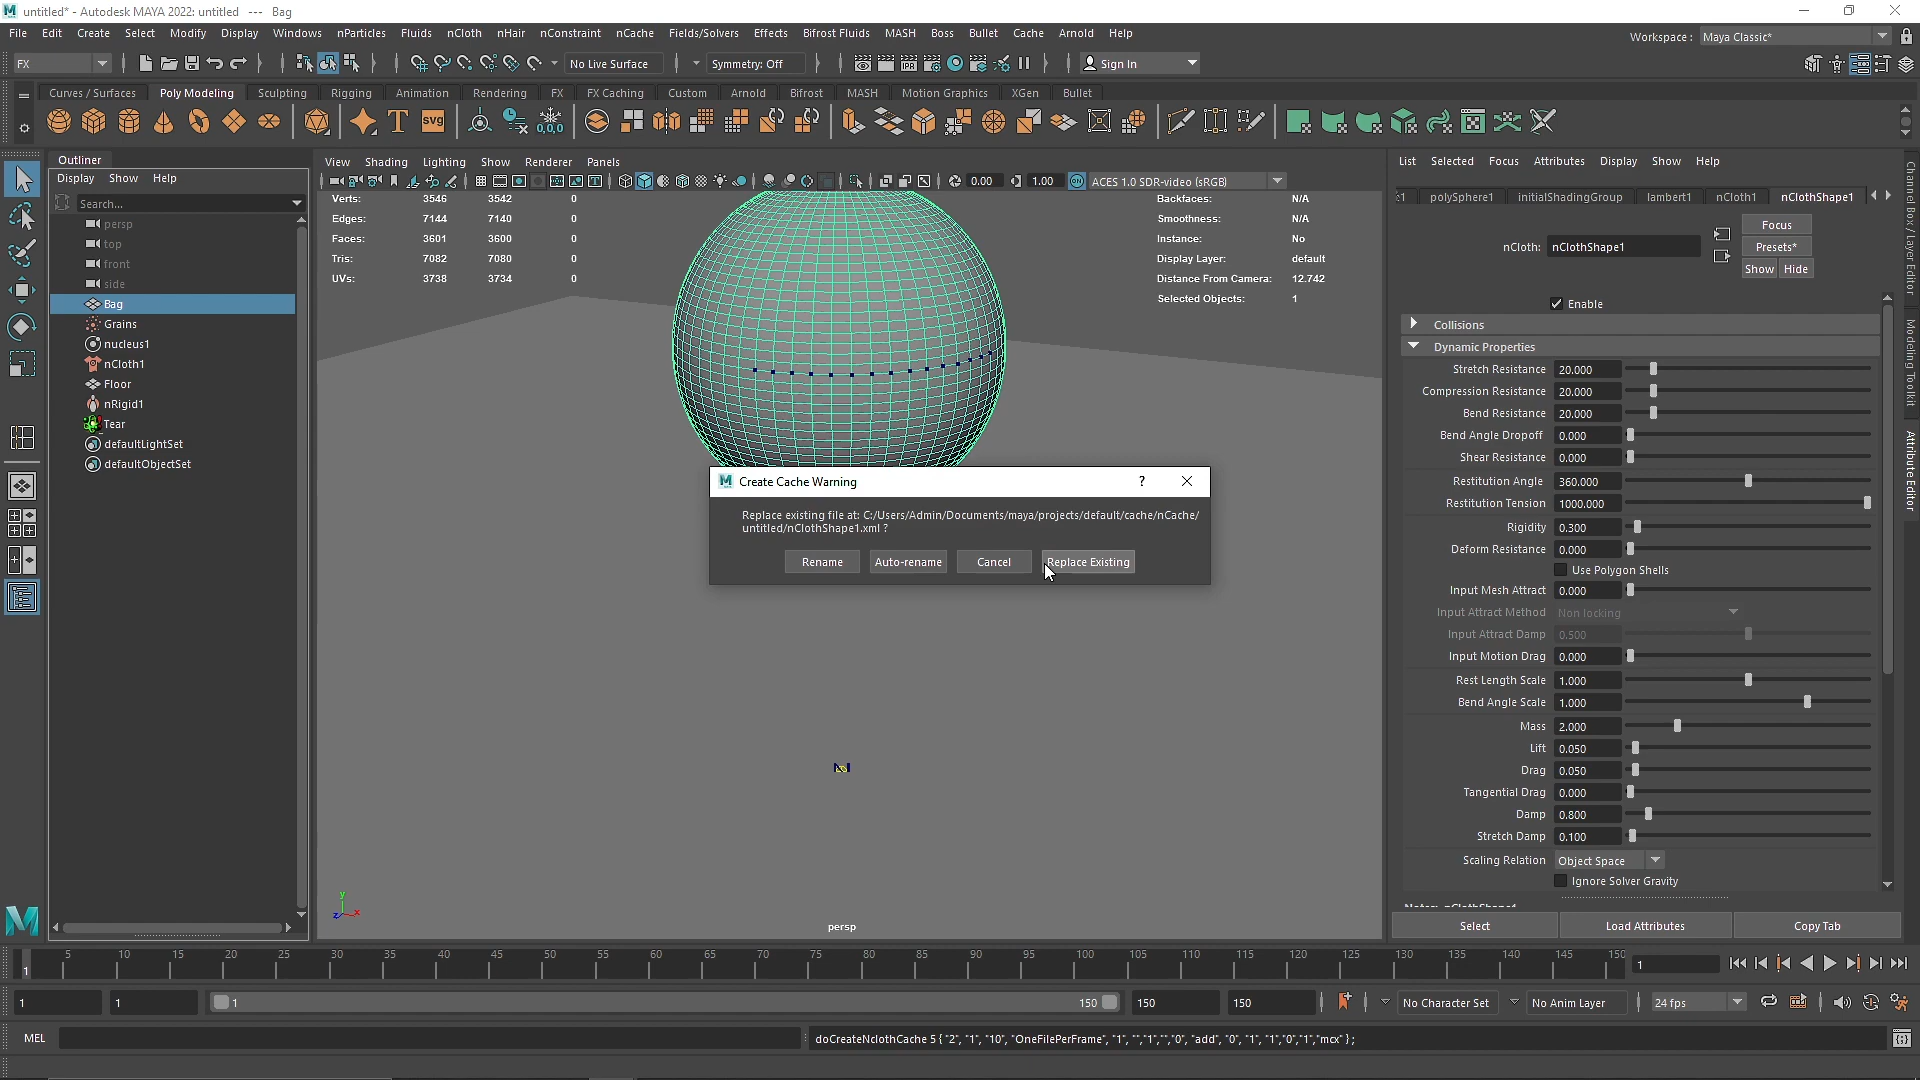 untitled* - Autodesk MAYA 2022: untitled --- Bag
File Edit Create Select Modify Display Windows nParticles Fluids nCloth nHair nConstraint nCache Fields/Solvers Effects Bifrost Fluids MASH Boss Bullet Cache Arnold Help
Workspace : Maya Classic*
FX No Live Surface Symmetry: Off Sign In
Curves / Surfaces Poly Modeling Sculpting Rigging Animation Rendering FX FX Caching Custom Arnold Bifrost MASH Motion Graphics XGen Bullet
Outliner
Display Show Help
Search...
persp
top
front
side
Bag
Grains
nucleus1
nCloth1
Floor
nRigid1
Tear
defaultLightSet
defaultObjectSet
View Shading Lighting Show Renderer Panels
0.00 1.00 ACES 1.0 SDR-video (sRGB)
Verts: 3546 3542 0
Edges: 7144 7140 0
Faces: 3601 3600 0
Tris: 7082 7080 0
UVs: 3738 3734 0
Backfaces: N/A
Smoothness: N/A
Instance: No
Display Layer: default
Distance From Camera: 12.742
Selected Objects: 1
Create Cache Warning
Replace existing file at: C:/Users/Admin/Documents/maya/projects/default/cache/nCache/
untitled/nClothShape1.xml ?
Rename Auto-rename Cancel Replace Existing
persp
List Selected Focus Attributes Display Show Help
polySphere1 initialShadingGroup lambert1 nCloth1 nClothShape1
nCloth: nClothShape1
Focus
Presets*
Show Hide
Enable
Collisions
Dynamic Properties
Stretch Resistance 20.000
Compression Resistance 20.000
Bend Resistance 20.000
Bend Angle Dropoff 0.000
Shear Resistance 0.000
Restitution Angle 360.000
Restitution Tension 1000.000
Rigidity 0.300
Deform Resistance 0.000
Use Polygon Shells
Input Mesh Attract 0.000
Input Attract Method Non locking
Input Attract Damp 0.500
Input Motion Drag 0.000
Rest Length Scale 1.000
Bend Angle Scale 1.000
Mass 2.000
Lift 0.050
Drag 0.050
Tangential Drag 0.000
Damp 0.800
Stretch Damp 0.100
Scaling Relation Object Space
Ignore Solver Gravity
Select Load Attributes Copy Tab
Channel Box / Layer Editor
Modeling Toolkit
Attribute Editor
1 5 10 15 20 25 30 35 40 45 50 55 60 65 70 75 80 85 90 95 100 105 110 115 120 125 130 135 140 145 150 1
1 1 1 150 150 150 No Character Set No Anim Layer 24 fps
MEL doCreateNclothCache 5 { "2", "1", "10", "OneFilePerFrame", "1", "","1","","0", "add", "0", "1", "1","0","1","mcx" } ;